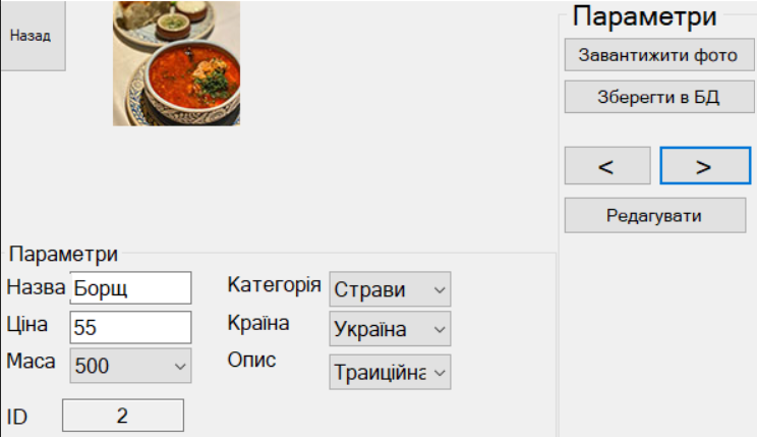 Назад
Параметри
Завантижити фото
Зберегти в БД
< >
Редагувати
Параметри
Назва Борщ Категорія Страви
Ціна 55 Країна Україна
Маса 500 Опис Траиційна
ID 2